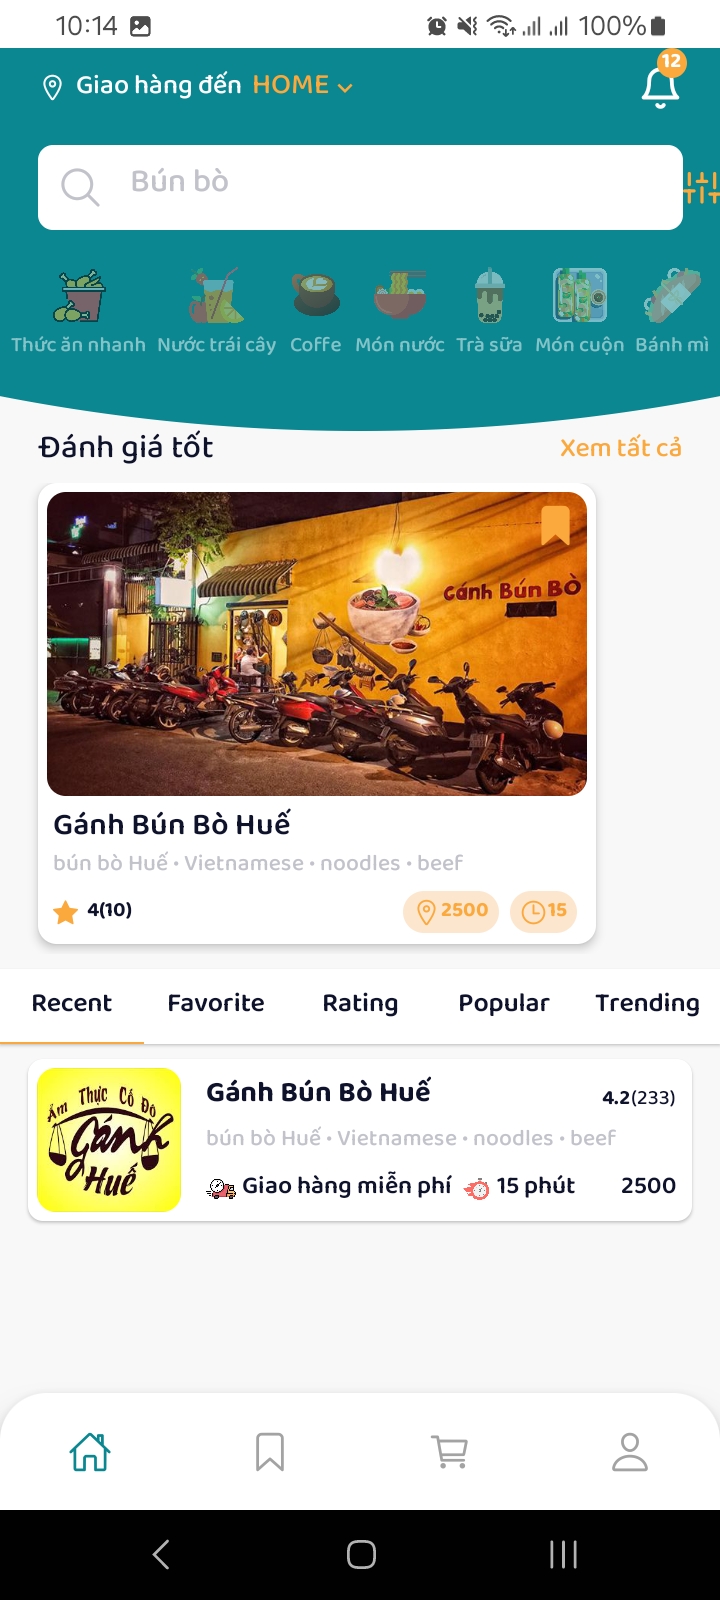 10:14 100%
Giao hàng đến HOME 12
Bún bò
Thức ăn nhanh Nước trái cây Coffe Món nước Trà sữa Món cuộn Bánh mì
Đánh giá tốt Xem tất cả
Gánh Bún Bò
Gánh Bún Bò Huế
bún bò Huế • Vietnamese • noodles • beef
4(10) 2500 15
Recent Favorite Rating Popular Trending
Ẩm Thực Cố Đô
Gánh
Huế
Gánh Bún Bò Huế 4.2(233)
bún bò Huế • Vietnamese • noodles • beef
Giao hàng miễn phí 15 phút 2500